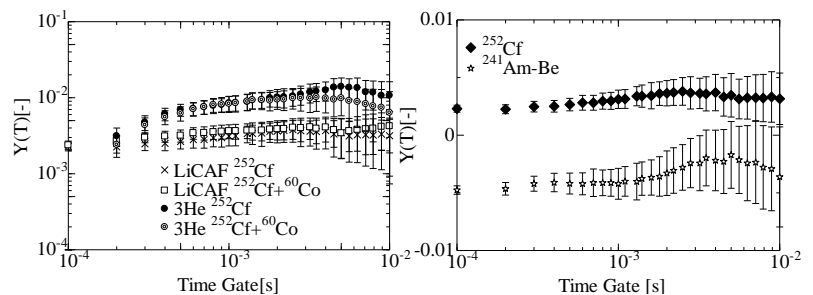 10⁻¹
10⁻²
10⁻³
10⁻⁴
Y(T)[-]
LiCAF ²⁵²Cf
LiCAF ²⁵²Cf+⁶⁰Co
3He ²⁵²Cf
3He ²⁵²Cf+⁶⁰Co
10⁻⁴ 10⁻³ 10⁻²
Time Gate[s]
0.01
0
-0.01
Y(T)[-]
²⁵²Cf
²⁴¹Am-Be
10⁻⁴ 10⁻³ 10⁻²
Time Gate [s]